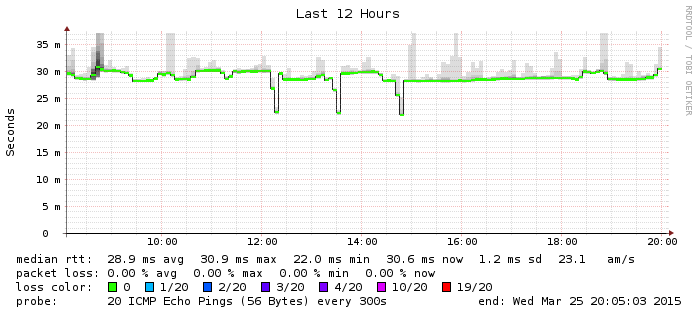 Last 12 Hours
RRDTOOL / TOBI OETIKER
Seconds
35 m
30 m
25 m
20 m
15 m
10 m
5 m
0
10:00 12:00 14:00 16:00 18:00 20:00
median rtt: 28.9 ms avg 30.9 ms max 22.0 ms min 30.6 ms now 1.2 ms sd 23.1 am/s
packet loss: 0.00 % avg 0.00 % max 0.00 % min 0.00 % now
loss color: 0 1/20 2/20 3/20 4/20 10/20 19/20
probe: 20 ICMP Echo Pings (56 Bytes) every 300s end: Wed Mar 25 20:05:03 2015